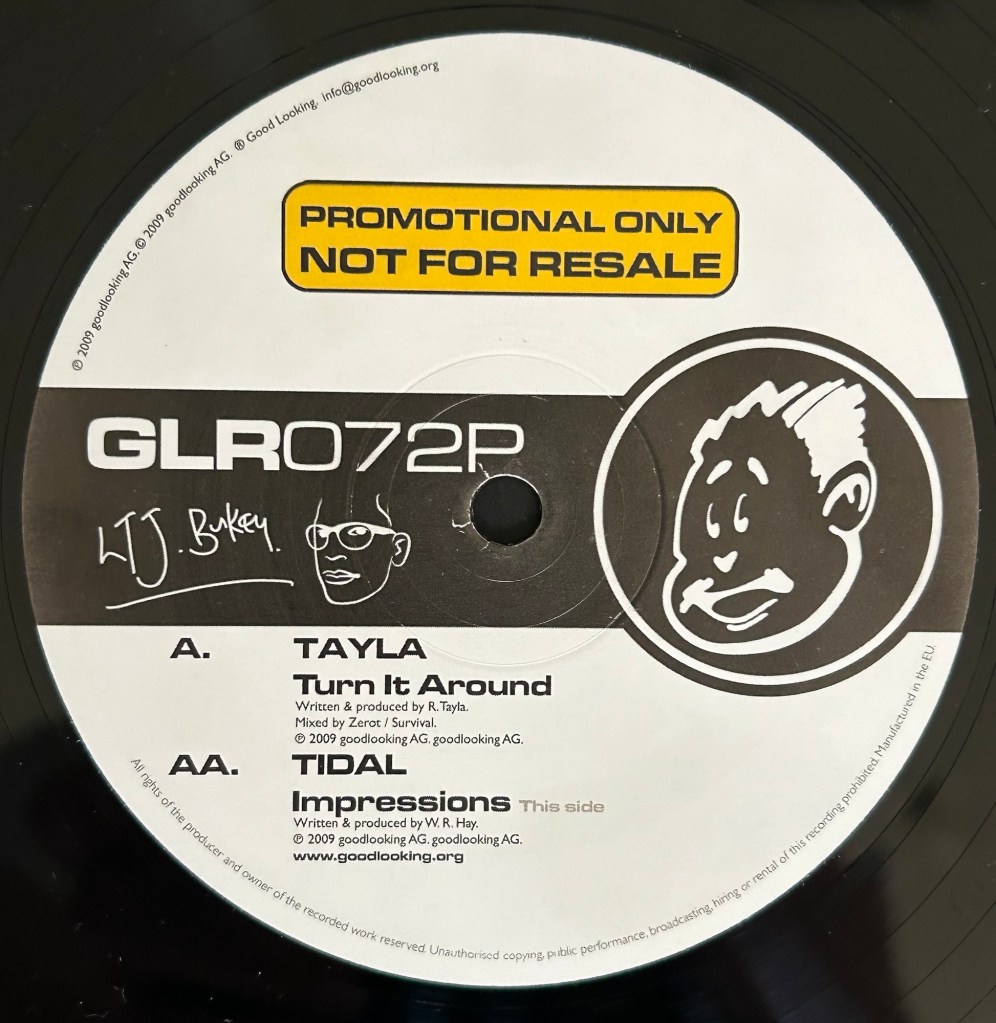 ℗ 2009 goodlooking AG. © 2009 goodlooking AG. ® Good Looking. info@goodlooking.org
PROMOTIONAL ONLY
NOT FOR RESALE
GLR072P
LTJ. Bukem.
A. TAYLA
Turn It Around
Written & produced by R. Tayla.
Mixed by Zerot / Survival.
℗ 2009 goodlooking AG. goodlooking AG.
AA. TIDAL
Impressions This side
Written & produced by W. R. Hay.
℗ 2009 goodlooking AG. goodlooking AG.
www.goodlooking.org
All rights of the producer and owner of the recorded work reserved. Unauthorised copying, public performance, broadcasting, hiring or rental of this recording prohibited. Manufactured in the EU.